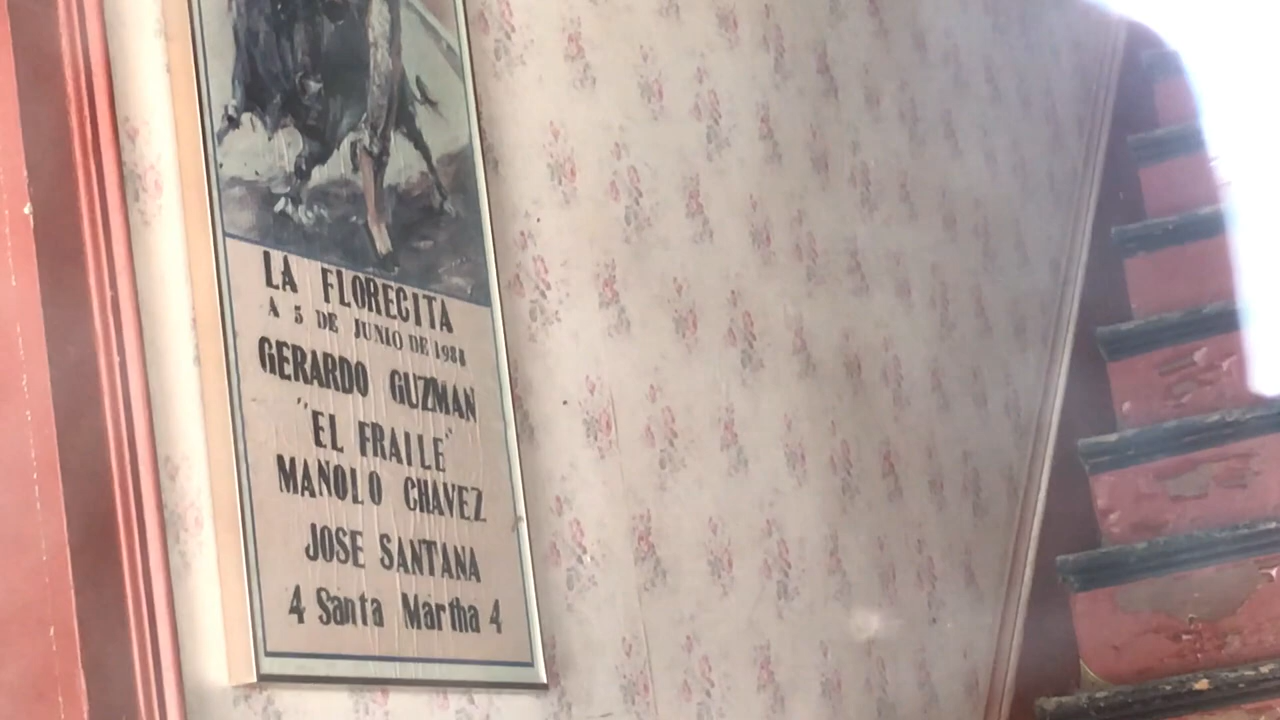 LA FLORECITA
A 5 DE JUNIO DE 1988
GERARDO GUZMAN
"EL FRAILE"
MANOLO CHAVEZ
JOSE SANTANA
4 Santa Martha 4